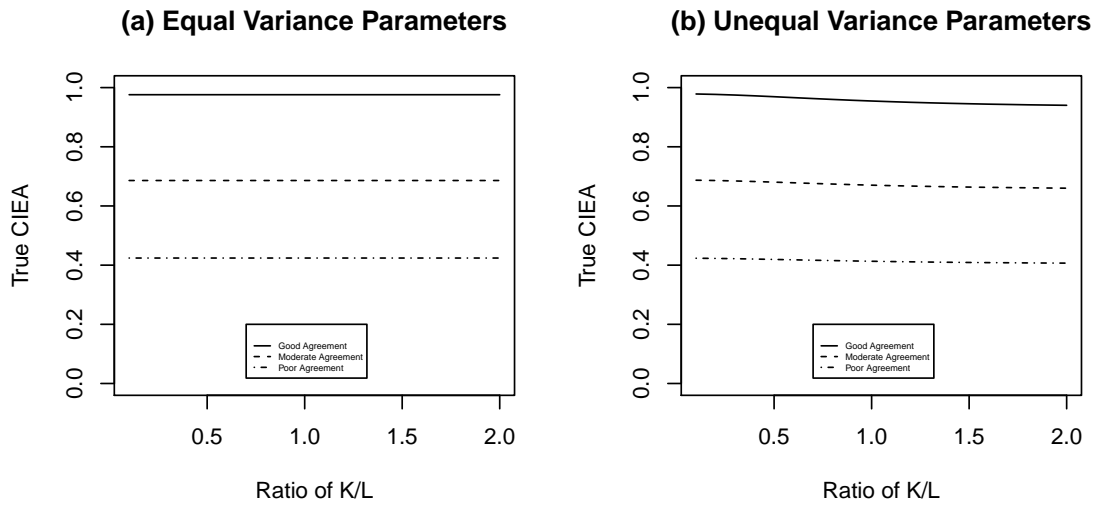 (a) Equal Variance Parameters
True CIEA
0.0
0.2
0.4
0.6
0.8
1.0
Good Agreement
Moderate Agreement
Poor Agreement
0.5
1.0
1.5
2.0
Ratio of K/L
(b) Unequal Variance Parameters
True CIEA
0.0
0.2
0.4
0.6
0.8
1.0
Good Agreement
Moderate Agreement
Poor Agreement
0.5
1.0
1.5
2.0
Ratio of K/L